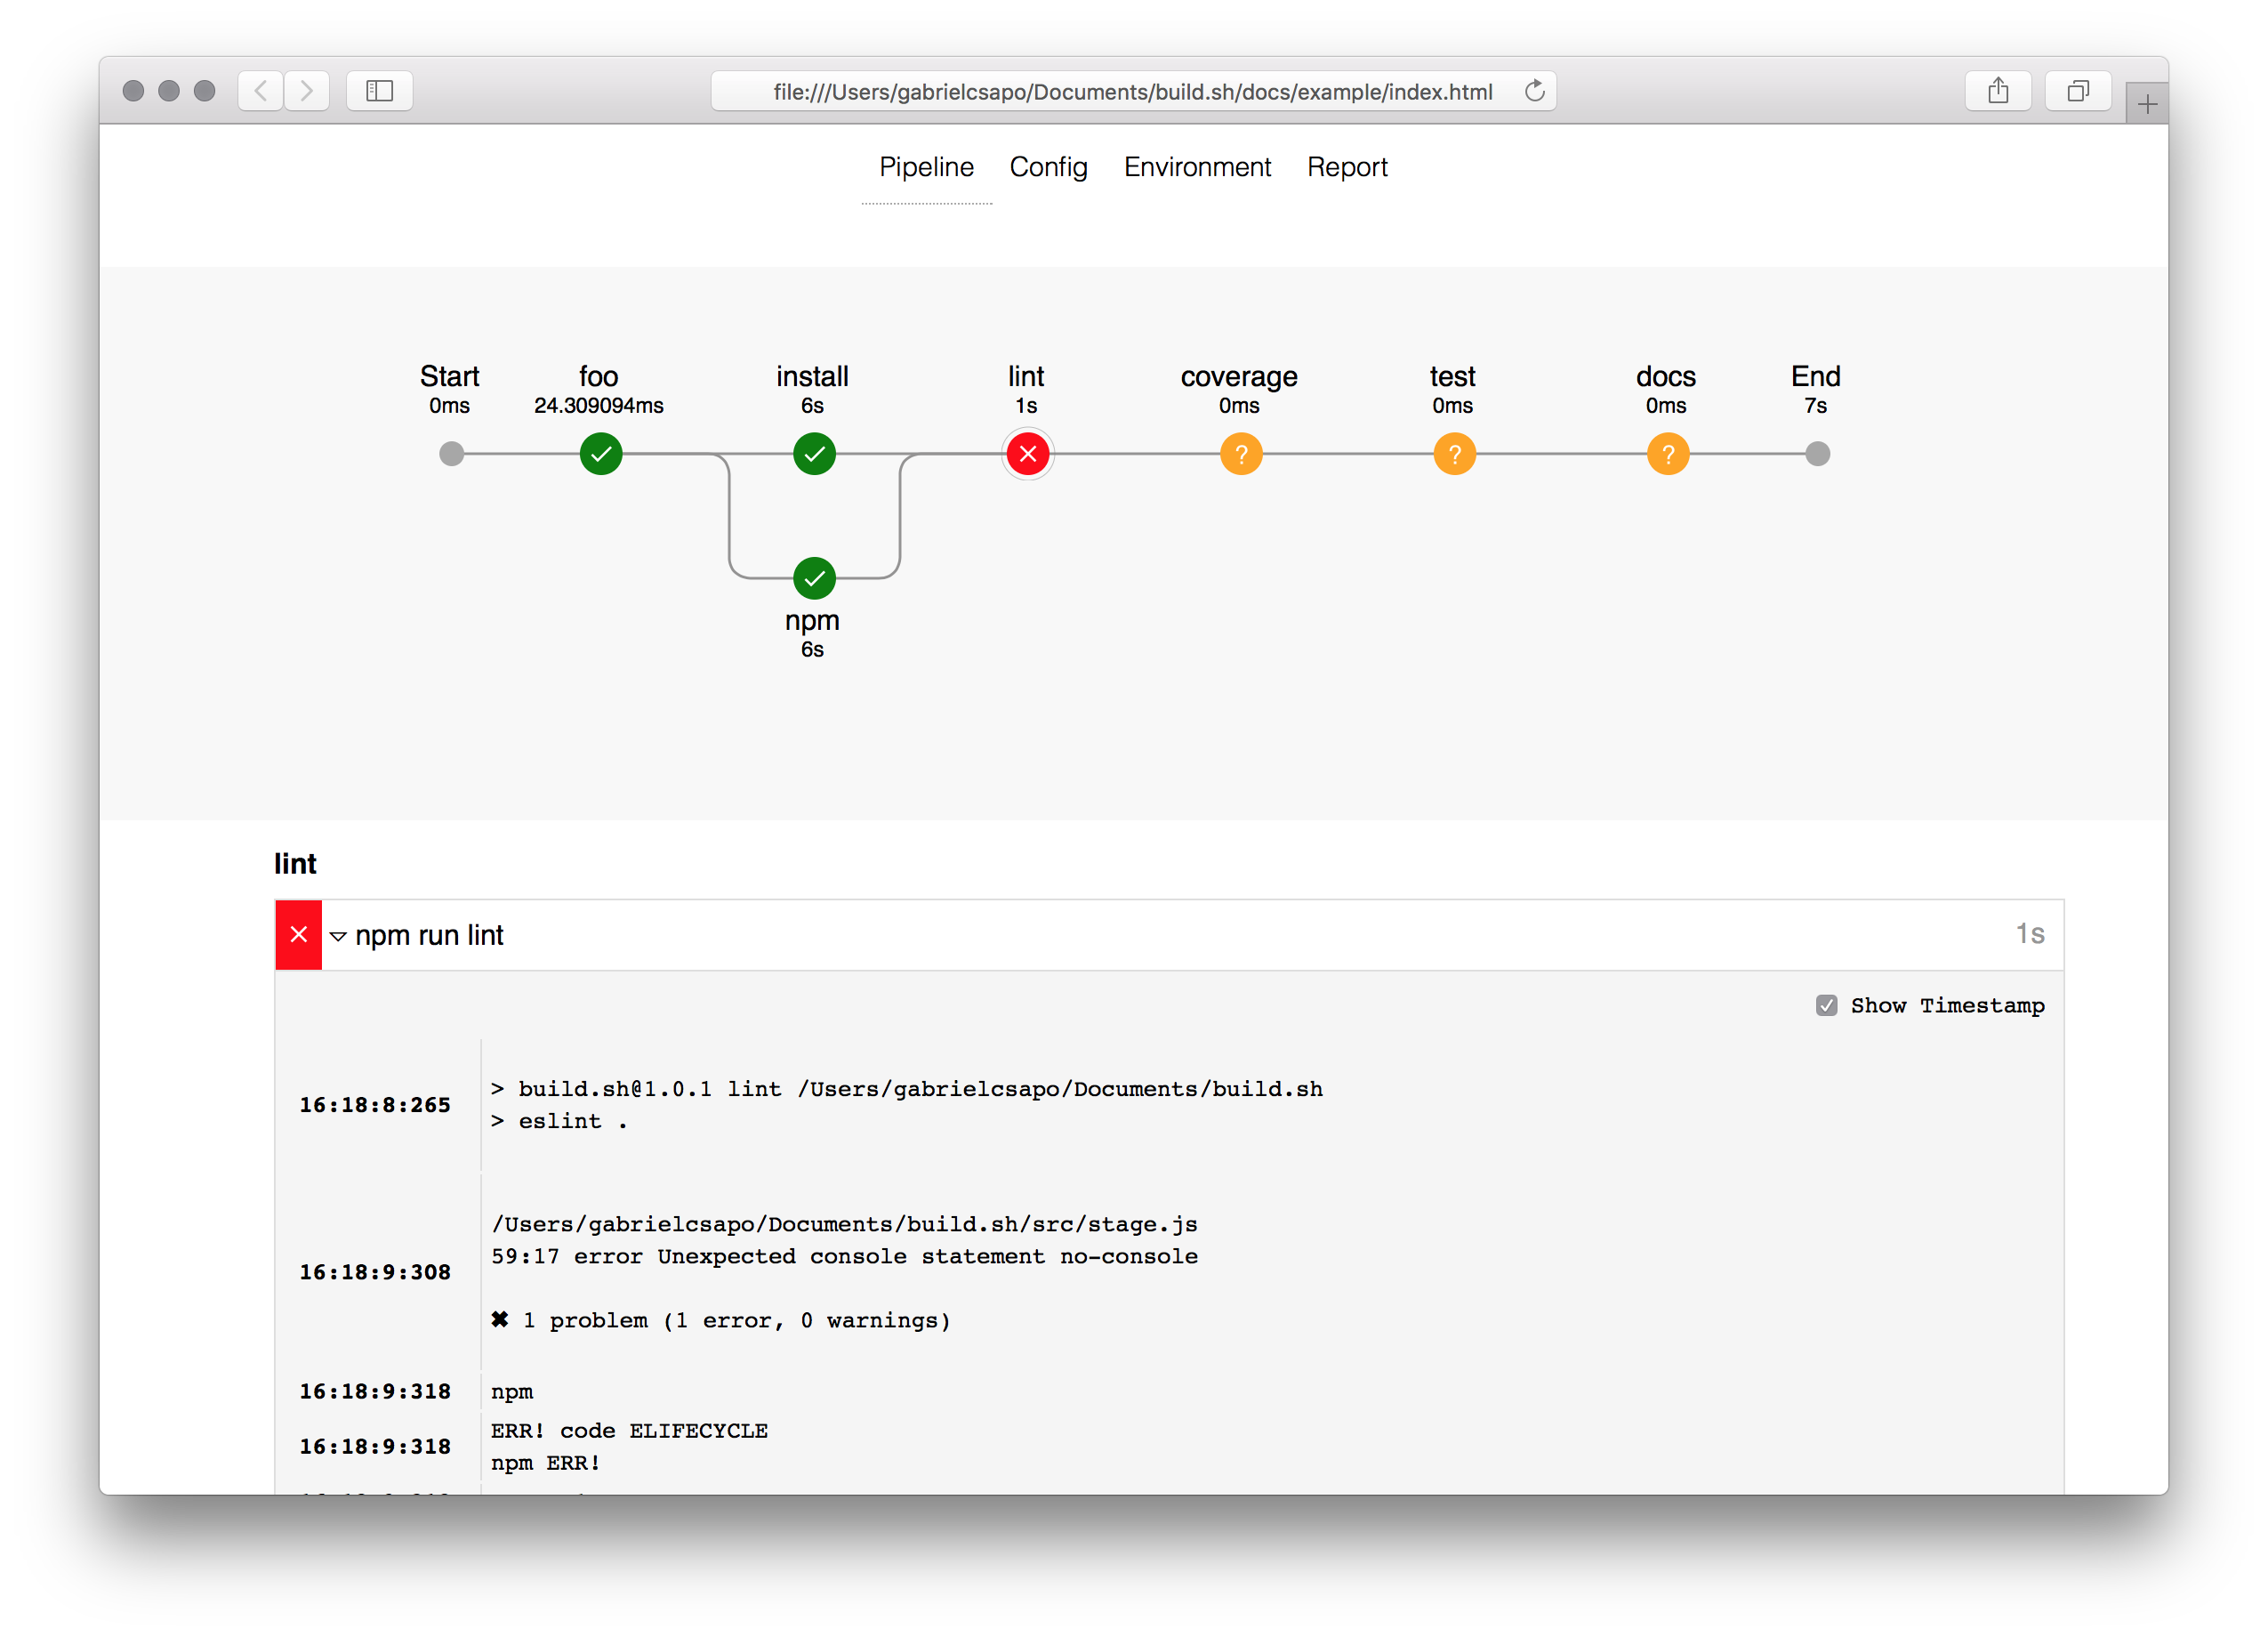 file:///Users/gabrielcsapo/Documents/build.sh/docs/example/index.html
Pipeline Config Environment Report
Start foo install lint coverage test docs End
0ms 24.309094ms 6s 1s 0ms 0ms 0ms 7s
? ? ?
npm
6s
lint
npm run lint 1s
Show Timestamp
16:18:8:265
> build.sh@1.0.1 lint /Users/gabrielcsapo/Documents/build.sh
> eslint .
16:18:9:308
/Users/gabrielcsapo/Documents/build.sh/src/stage.js
59:17 error Unexpected console statement no-console
✖ 1 problem (1 error, 0 warnings)
16:18:9:318 npm
16:18:9:318
ERR! code ELIFECYCLE
npm ERR!